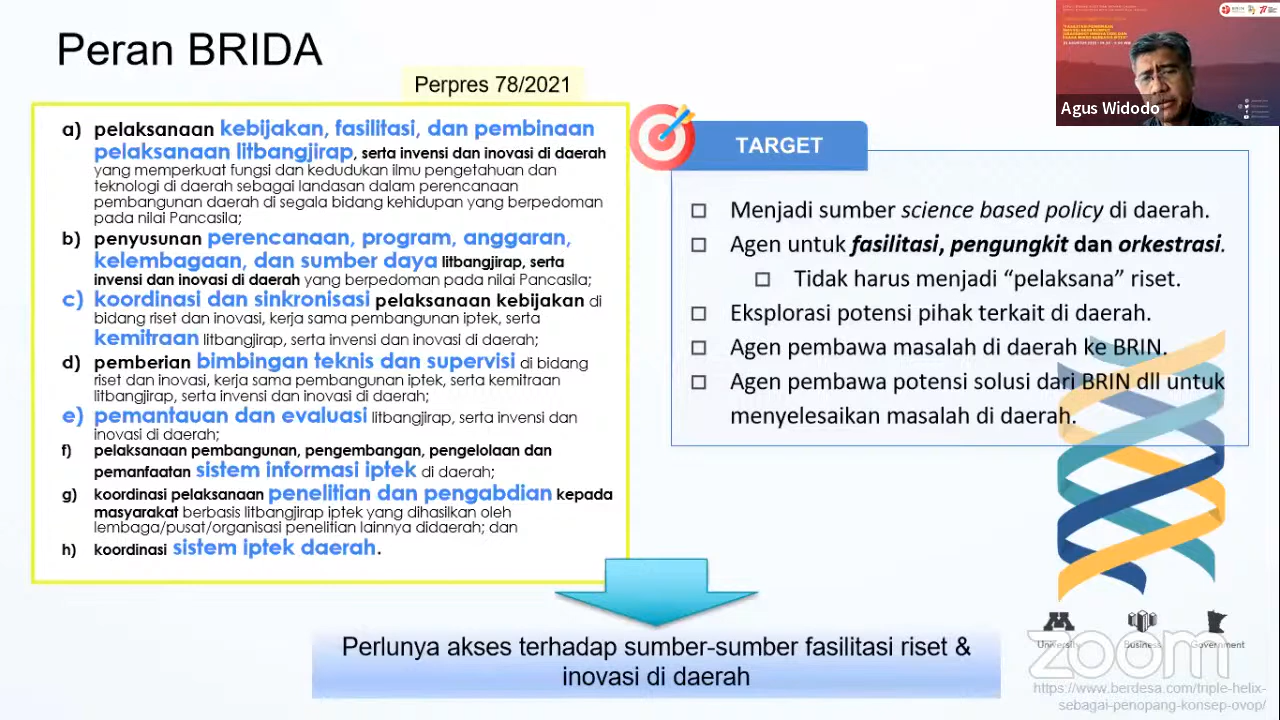 Peran BRIDA
Perpres 78/2021
a) pelaksanaan kebijakan, fasilitasi, dan pembinaan
pelaksanaan litbangjirap, serta invensi dan inovasi di daerah
yang memperkuat fungsi dan kedudukan ilmu pengetahuan dan
teknologi di daerah sebagai landasan dalam perencanaan
pembangunan daerah di segala bidang kehidupan yang berpedoman
pada nilai Pancasila;
b) penyusunan perencanaan, program, anggaran,
kelembagaan, dan sumber daya litbangjirap, serta
invensi dan inovasi di daerah yang berpedoman pada nilai Pancasila;
c) koordinasi dan sinkronisasi pelaksanaan kebijakan di
bidang riset dan inovasi, kerja sama pembangunan iptek, serta
kemitraan litbangjirap, serta invensi dan inovasi di daerah;
d) pemberian bimbingan teknis dan supervisi di bidang
riset dan inovasi, kerja sama pembangunan iptek, serta kemitraan
litbangjirap, serta invensi dan inovasi di daerah;
e) pemantauan dan evaluasi litbangjirap, serta invensi dan
inovasi di daerah;
f) pelaksanaan pembangunan, pengembangan, pengelolaan dan
pemanfaatan sistem informasi iptek di daerah;
g) koordinasi pelaksanaan penelitian dan pengabdian kepada
masyarakat berbasis litbangjirap iptek yang dihasilkan oleh
lembaga/pusat/organisasi penelitian lainnya didaerah; dan
h) koordinasi sistem iptek daerah.
TARGET
Menjadi sumber science based policy di daerah.
Agen untuk fasilitasi, pengungkit dan orkestrasi.
Tidak harus menjadi “pelaksana” riset.
Eksplorasi potensi pihak terkait di daerah.
Agen pembawa masalah di daerah ke BRIN.
Agen pembawa potensi solusi dari BRIN dll untuk
menyelesaikan masalah di daerah.
Agus Widodo
Perlunya akses terhadap sumber-sumber fasilitasi riset &
inovasi di daerah
University Business Government
zoom
https://www.berdesa.com/triple-helix-
sebagai-penopang-konsep-ovop/